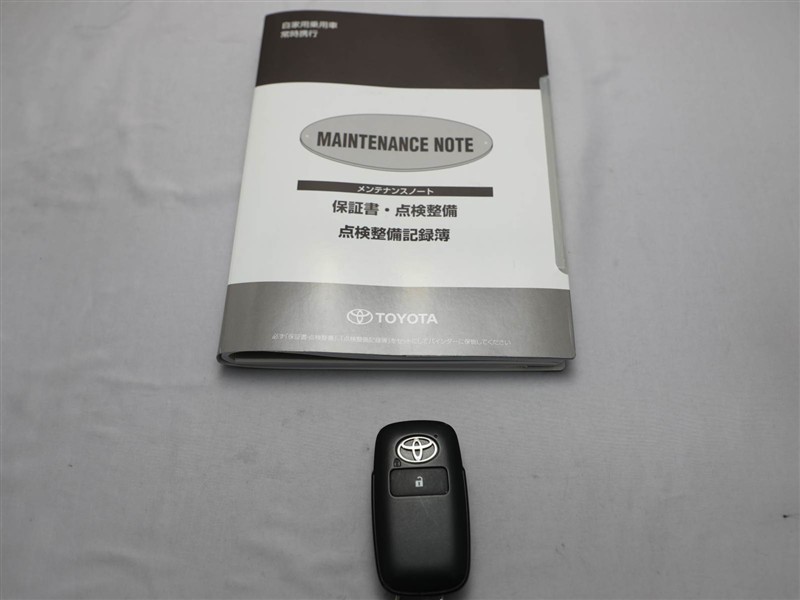 自家用乗用車
常時携行
MAINTENANCE NOTE
メンテナンスノート
保証書・点検整備
点検整備記録簿
TOYOTA